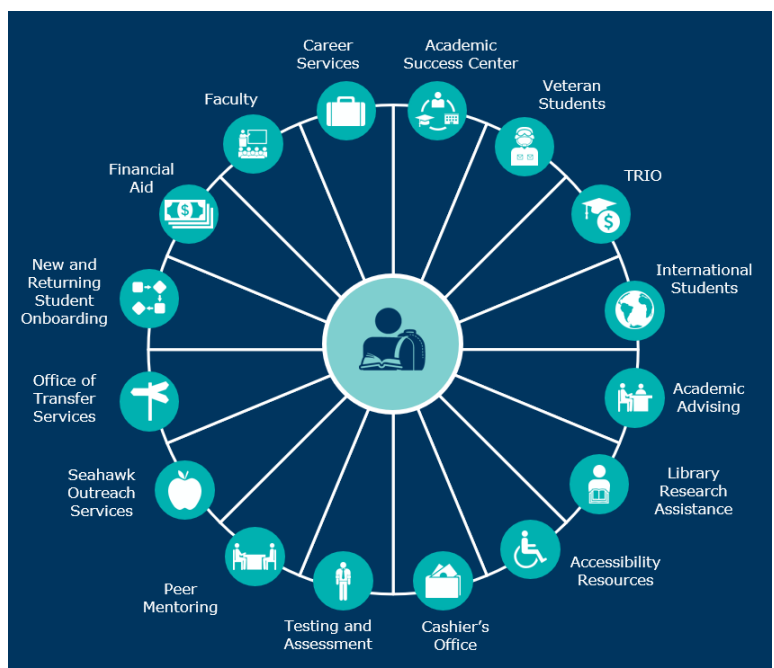 Career
Services
Academic
Success Center
Veteran
Students
TRIO
International
Students
Academic
Advising
Library
Research
Assistance
Accessibility
Resources
Cashier's
Office
Testing and
Assessment
Peer
Mentoring
Seahawk
Outreach
Services
Office of
Transfer
Services
New and
Returning
Student
Onboarding
Financial
Aid
Faculty
$
$